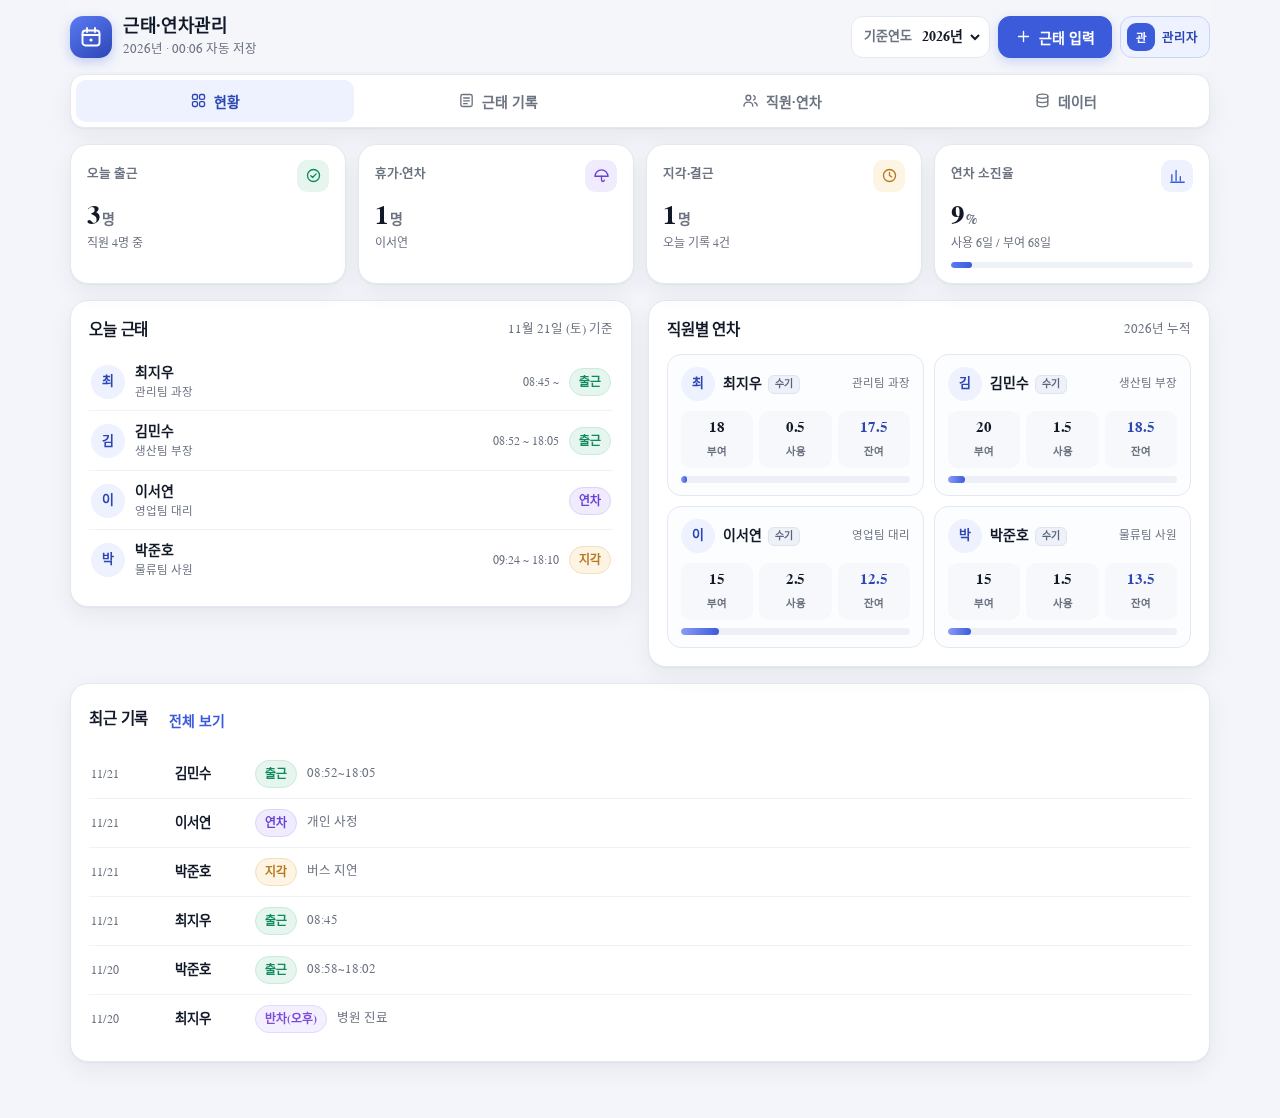 근태·연차관리
2026년 · 00:06 자동 저장
기준연도 2026년
근태 입력
관 관리자
현황
근태 기록
직원·연차
데이터
오늘 출근
3명
직원 4명 중
휴가·연차
1명
이서연
지각·결근
1명
오늘 기록 4건
연차 소진율
9%
사용 6일 / 부여 68일
오늘 근태
11월 21일 (토) 기준
최 최지우
관리팀 과장
08:45 ~ 출근
김 김민수
생산팀 부장
08:52 ~ 18:05 출근
이 이서연
영업팀 대리
연차
박 박준호
물류팀 사원
09:24 ~ 18:10 지각
직원별 연차
2026년 누적
최 최지우 수기 관리팀 과장
18 0.5 17.5
부여 사용 잔여
김 김민수 수기 생산팀 부장
20 1.5 18.5
부여 사용 잔여
이 이서연 수기 영업팀 대리
15 2.5 12.5
부여 사용 잔여
박 박준호 수기 물류팀 사원
15 1.5 13.5
부여 사용 잔여
최근 기록 전체 보기
11/21 김민수 출근 08:52~18:05
11/21 이서연 연차 개인 사정
11/21 박준호 지각 버스 지연
11/21 최지우 출근 08:45
11/20 박준호 출근 08:58~18:02
11/20 최지우 반차(오후) 병원 진료